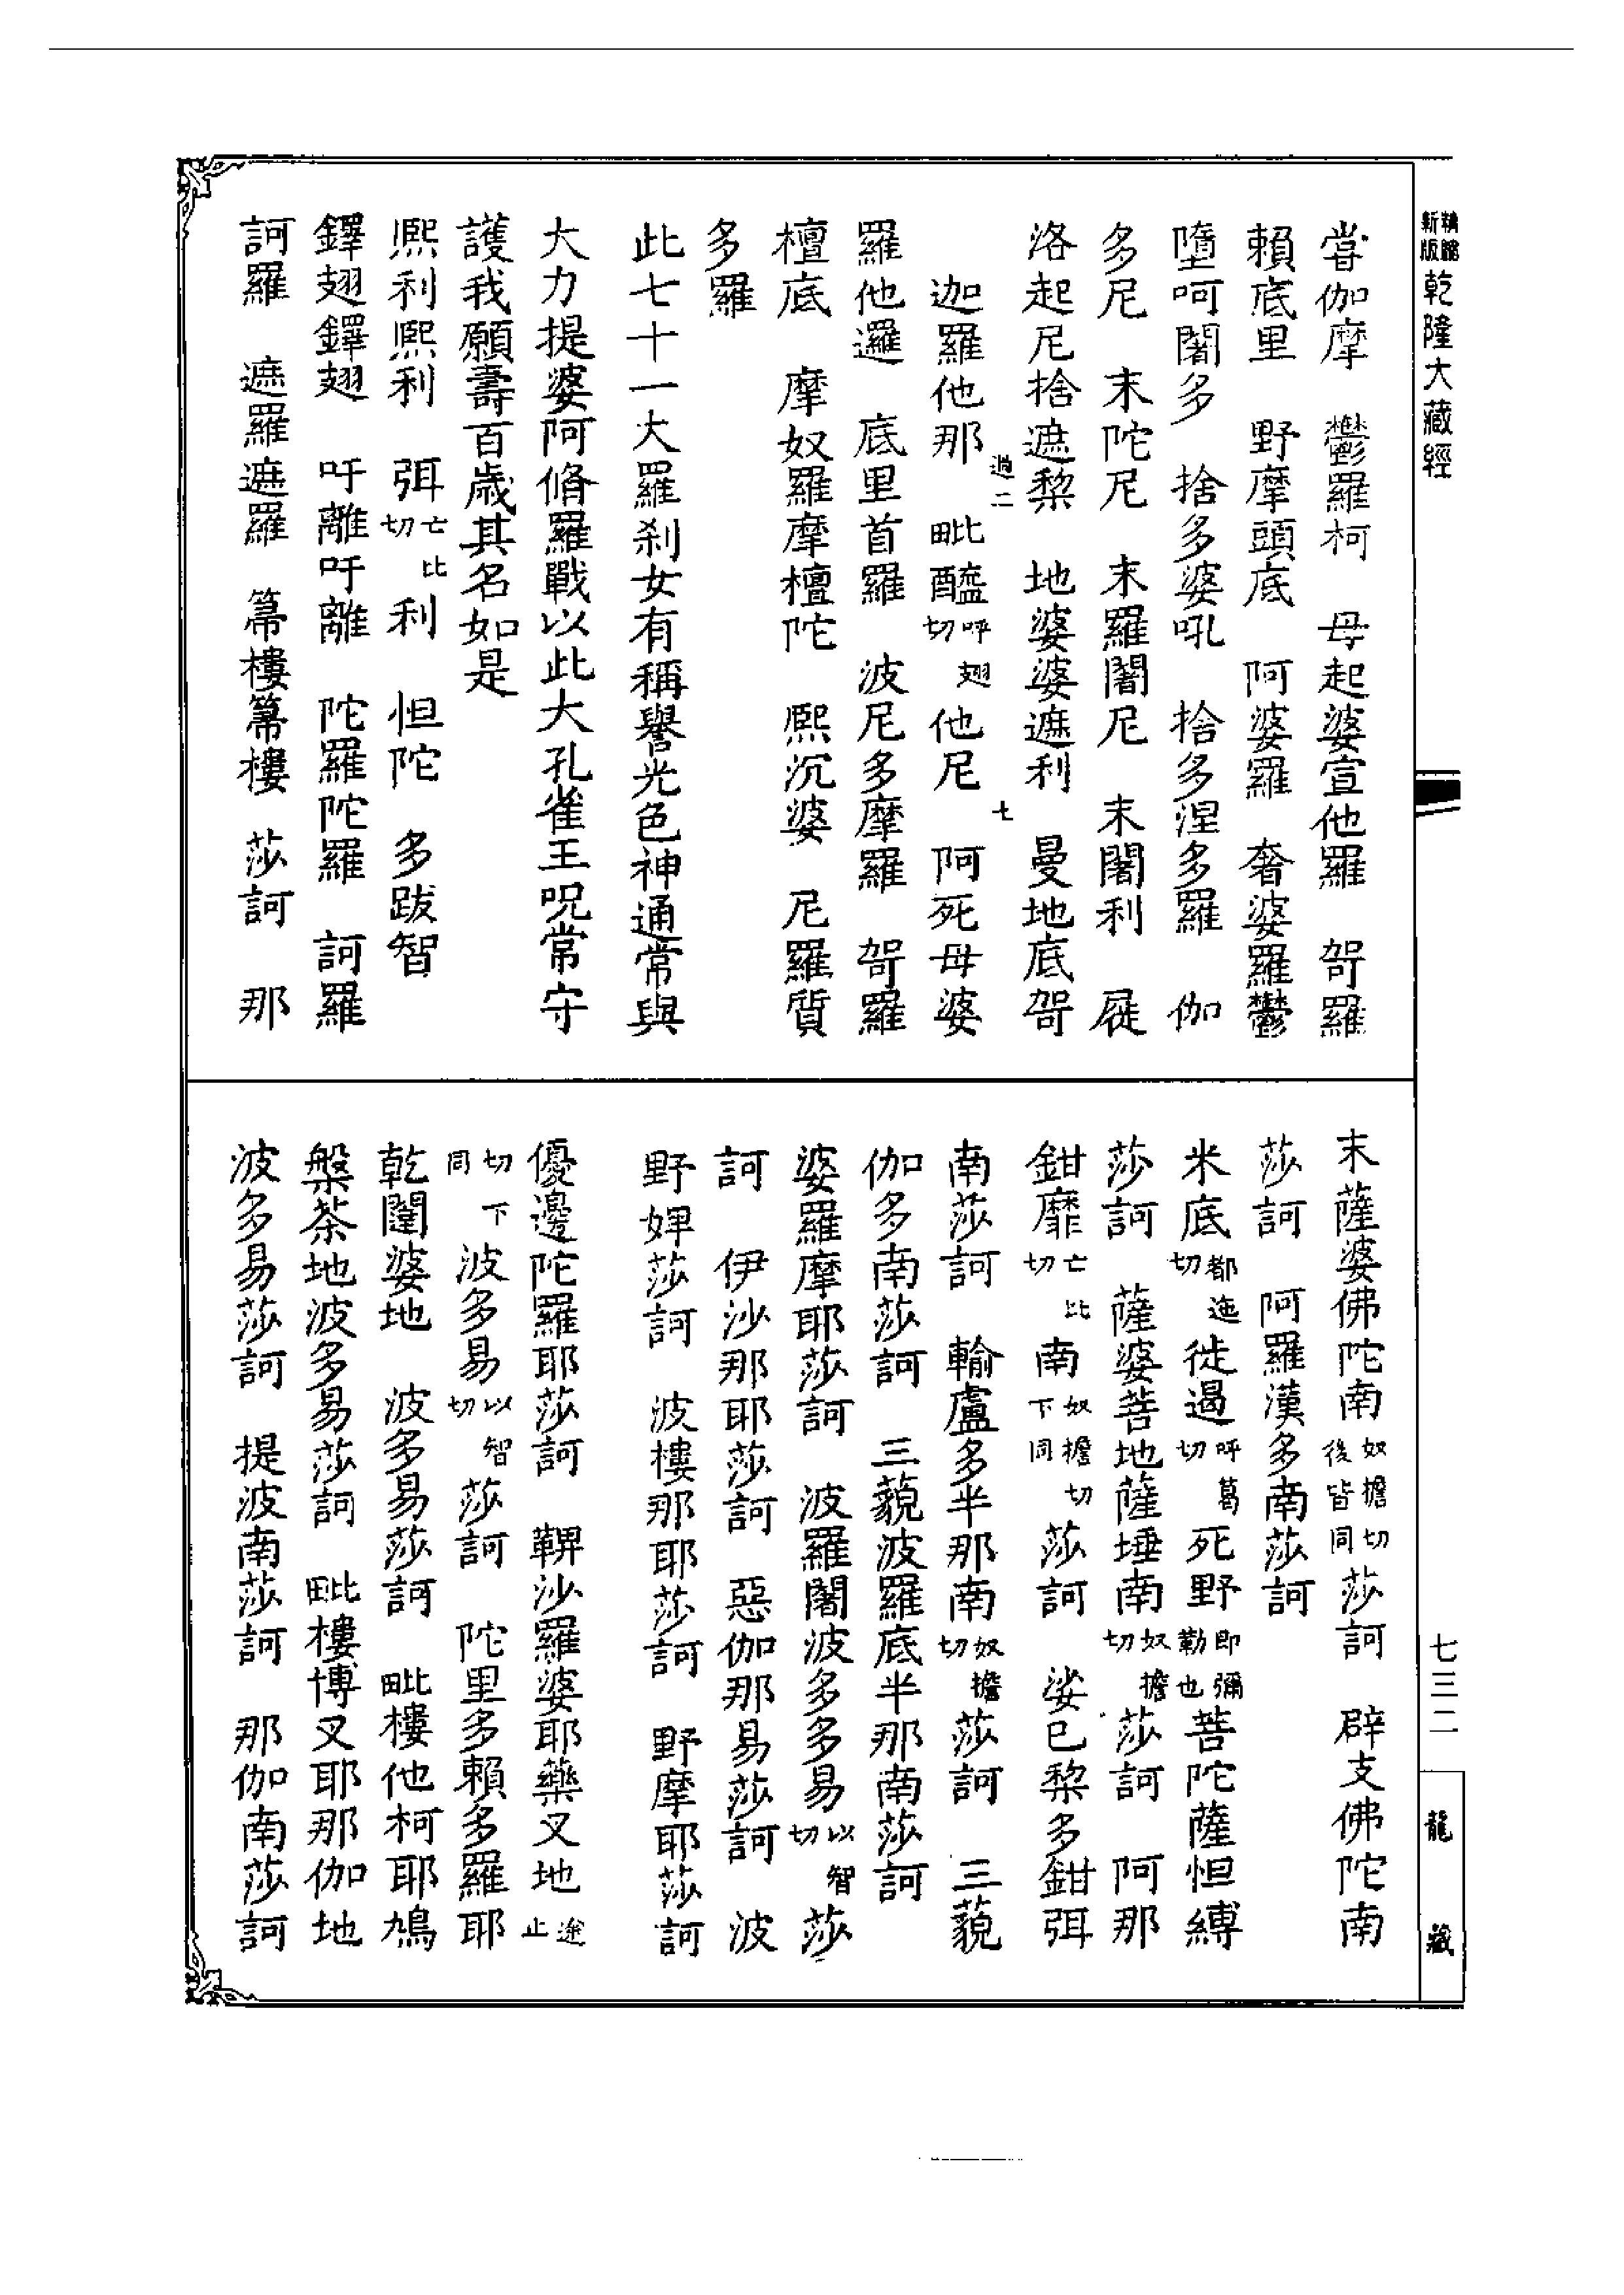 新版 乾隆大藏經
嘗伽摩　鬱羅柯　母起婆宣他羅　哿羅
賴底里　野摩頭底　阿婆羅　奢婆羅鬱
墮呵闍多　捨多婆吼　捨多涅多羅　伽
多尼　末陀尼　末羅闍尼　末闍利　屣
洛起尼捨遮黎　地婆婆遮利　曼地底哿
迦羅他那　毗醯呼翅切他尼　阿死母婆
過二　七
羅他邏　底里首羅　波尼多摩羅　哿羅
檀底　摩奴羅摩檀陀　熙沉婆　尼羅質
多羅
此七十一大羅剎女有稱譽光色神通常與
大力提婆阿脩羅戰以此大孔雀王呪常守
護我願壽百歲其名如是
熙利熙利　弭亡比切利　怛陀　多跋智
鐸翅鐸翅　吁離吁離　陀羅陀羅　訶羅
訶羅　遮羅遮羅　箒樓箒樓　莎訶　那
末薩婆佛陀南奴擔切後皆同莎訶　辟支佛陀南
莎訶　阿羅漢多南莎訶
米底都迤切徙遏呼葛切死野即彌勒也菩陀薩怛縛
莎訶　薩婆菩地薩埵南奴擔切莎訶　阿那
鉗靡亡比切南奴擔切下同莎訶　娑巳黎多鉗弭
南莎訶　輸盧多半那南奴擔切莎訶　三藐
伽多南莎訶　三藐波羅底半那南莎訶
婆羅摩耶莎訶　波羅闍波多多易以智切莎
訶　伊沙那耶莎訶　惡伽那易莎訶　波
野婢莎訶　波樓那耶莎訶　野摩耶莎訶
優邊陀羅耶莎訶　鞞沙羅婆耶藥叉地途止
切下同波多易以智切莎訶　陀里多賴多羅耶
乾闥婆地　波多易莎訶　毗樓他柯耶鳩
槃茶地波多易莎訶　毗樓博叉耶那伽地
波多易莎訶　提波南莎訶　那伽南莎訶
七三二
龍藏